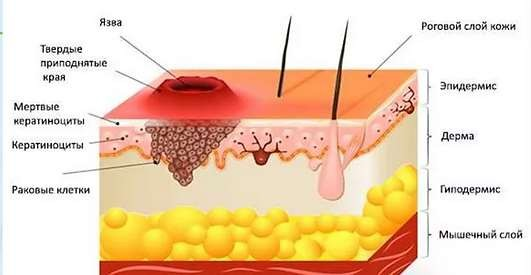 Язва
Твердые
приподнятые
края
Мертвые
кератиноциты
Кератиноциты
Раковые клетки
Роговой слой кожи
Эпидермис
Дерма
Гиподермис
Мышечный слой